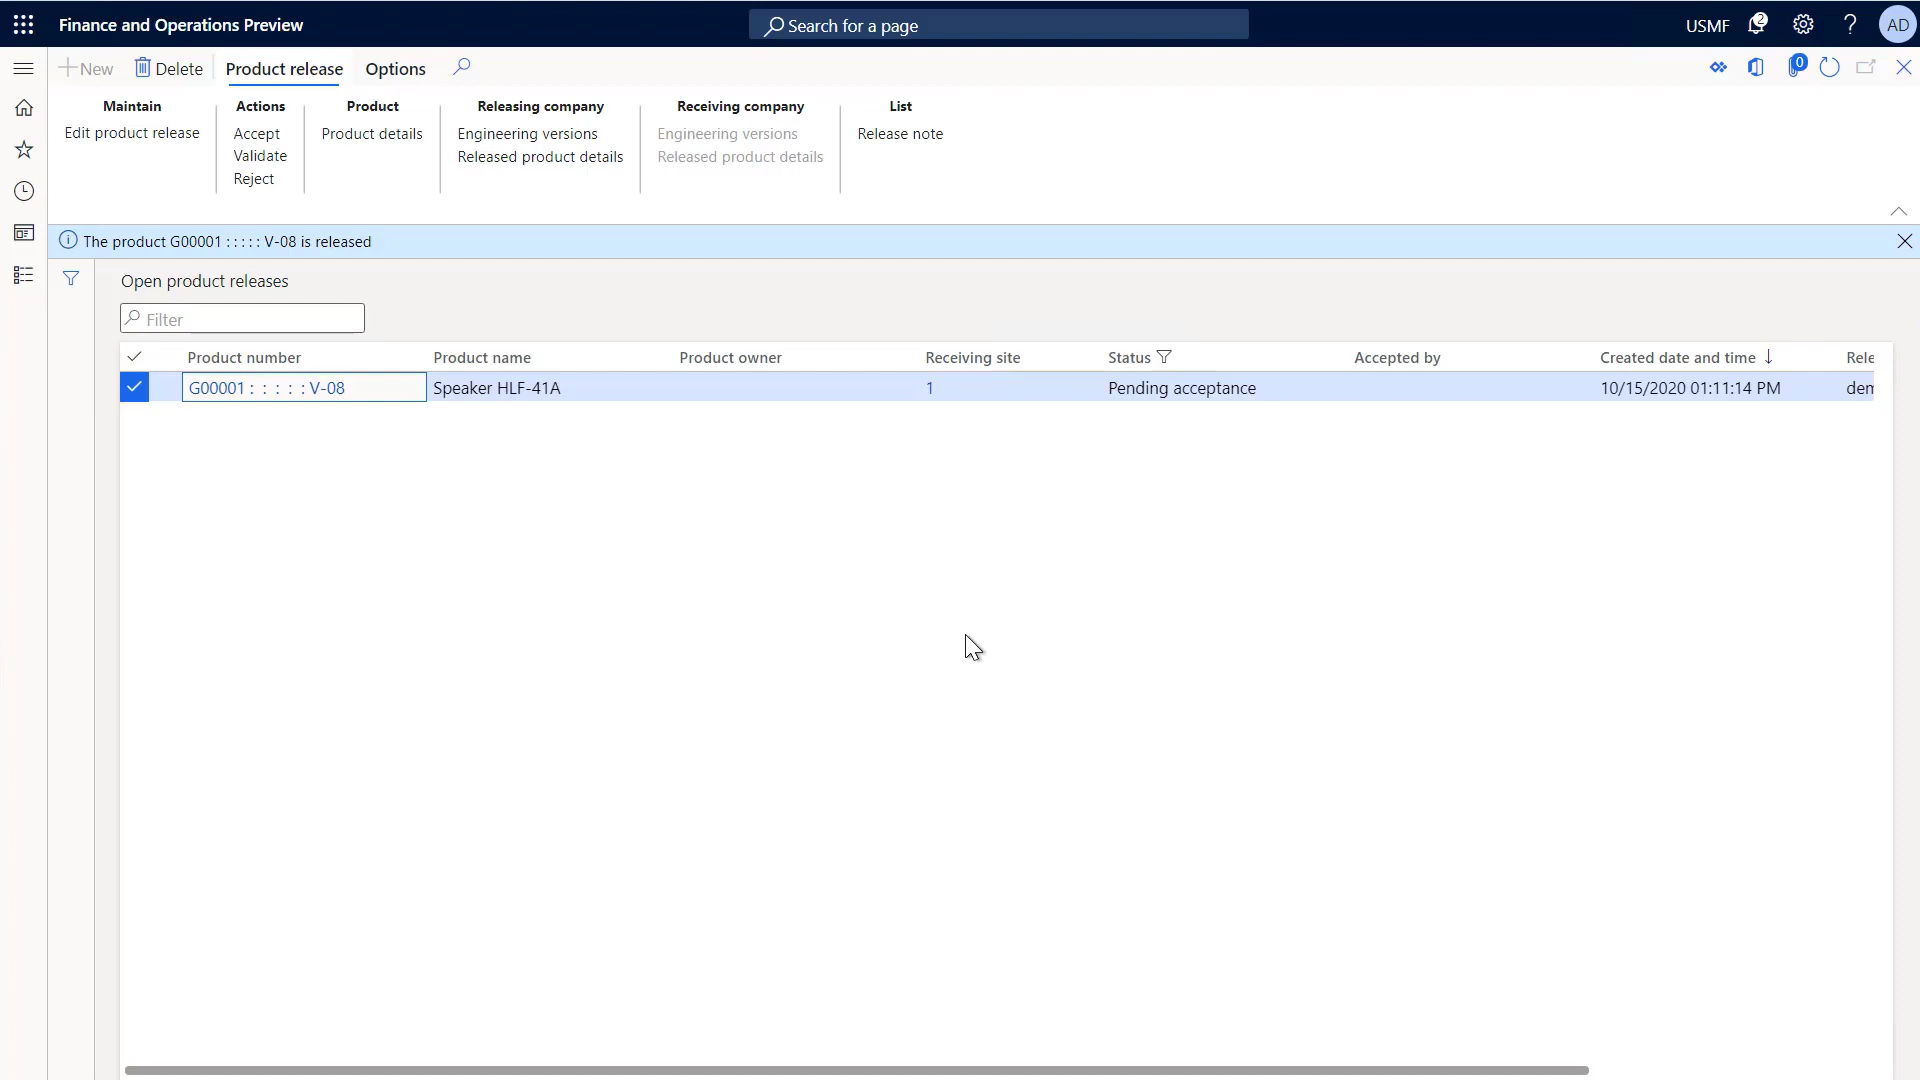 Finance and Operations Preview
Search for a page
USMF
2
?
AD
New
Delete
Product release
Options
0
Maintain
Edit product release
Actions
Accept
Validate
Reject
Product
Product details
Releasing company
Engineering versions
Released product details
Receiving company
Engineering versions
Released product details
List
Release note
The product G00001 : : : : : V-08 is released
Open product releases
Filter
Product number Product name Product owner Receiving site Status Accepted by Created date and time Rele
G00001 : : : : : V-08 Speaker HLF-41A 1 Pending acceptance 10/15/2020 01:11:14 PM dem